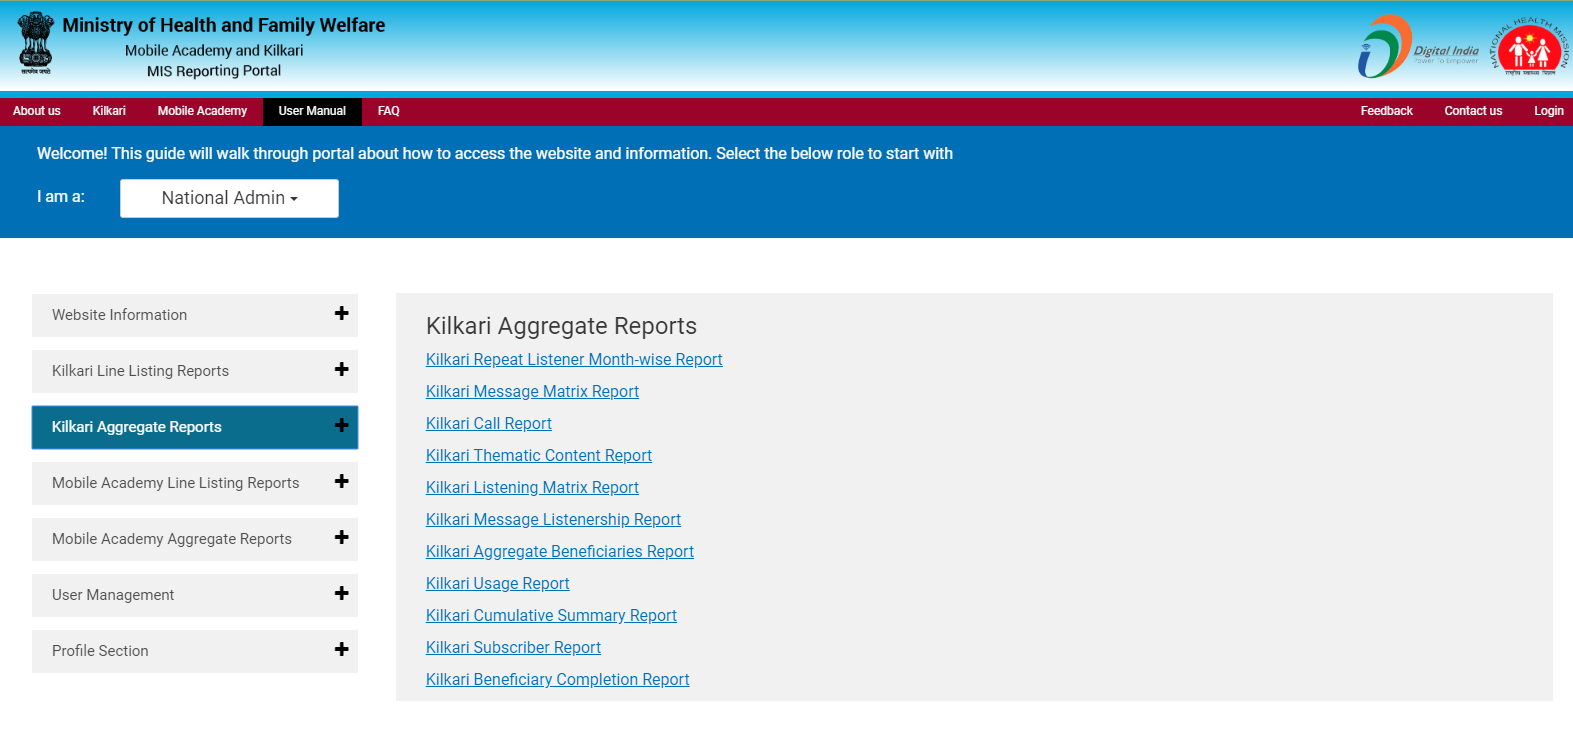 Ministry of Health and Family Welfare
Mobile Academy and Kilkari
MIS Reporting Portal
सत्यमेव जयते
Digital India
Power To Empower
NATIONAL HEALTH MISSION
राष्ट्रीय स्वास्थ्य मिशन
About us Kilkari Mobile Academy User Manual FAQ Feedback Contact us Login
Welcome! This guide will walk through portal about how to access the website and information. Select the below role to start with
I am a: National Admin
Website Information
Kilkari Line Listing Reports
Kilkari Aggregate Reports
Mobile Academy Line Listing Reports
Mobile Academy Aggregate Reports
User Management
Profile Section
Kilkari Aggregate Reports
Kilkari Repeat Listener Month-wise Report
Kilkari Message Matrix Report
Kilkari Call Report
Kilkari Thematic Content Report
Kilkari Listening Matrix Report
Kilkari Message Listenership Report
Kilkari Aggregate Beneficiaries Report
Kilkari Usage Report
Kilkari Cumulative Summary Report
Kilkari Subscriber Report
Kilkari Beneficiary Completion Report